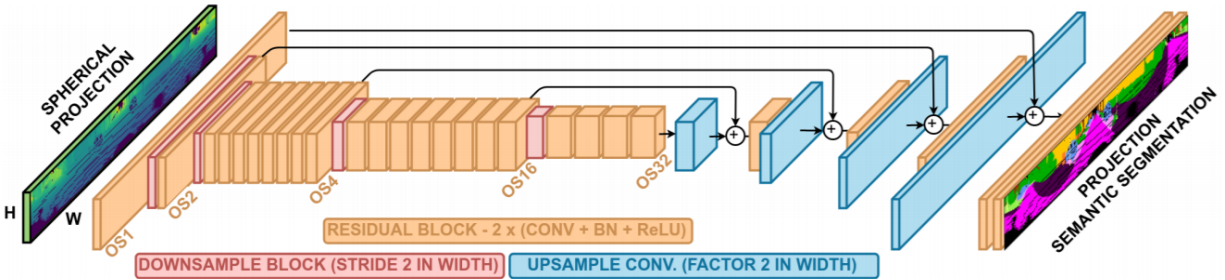 SPHERICAL
PROJECTION
H
W
OS1
OS2
OS4
OS16
OS32
+
+
+
+
PROJECTION
SEMANTIC SEGMENTATION
RESIDUAL BLOCK - 2 x (CONV + BN + ReLU)
DOWNSAMPLE BLOCK (STRIDE 2 IN WIDTH)
UPSAMPLE CONV. (FACTOR 2 IN WIDTH)